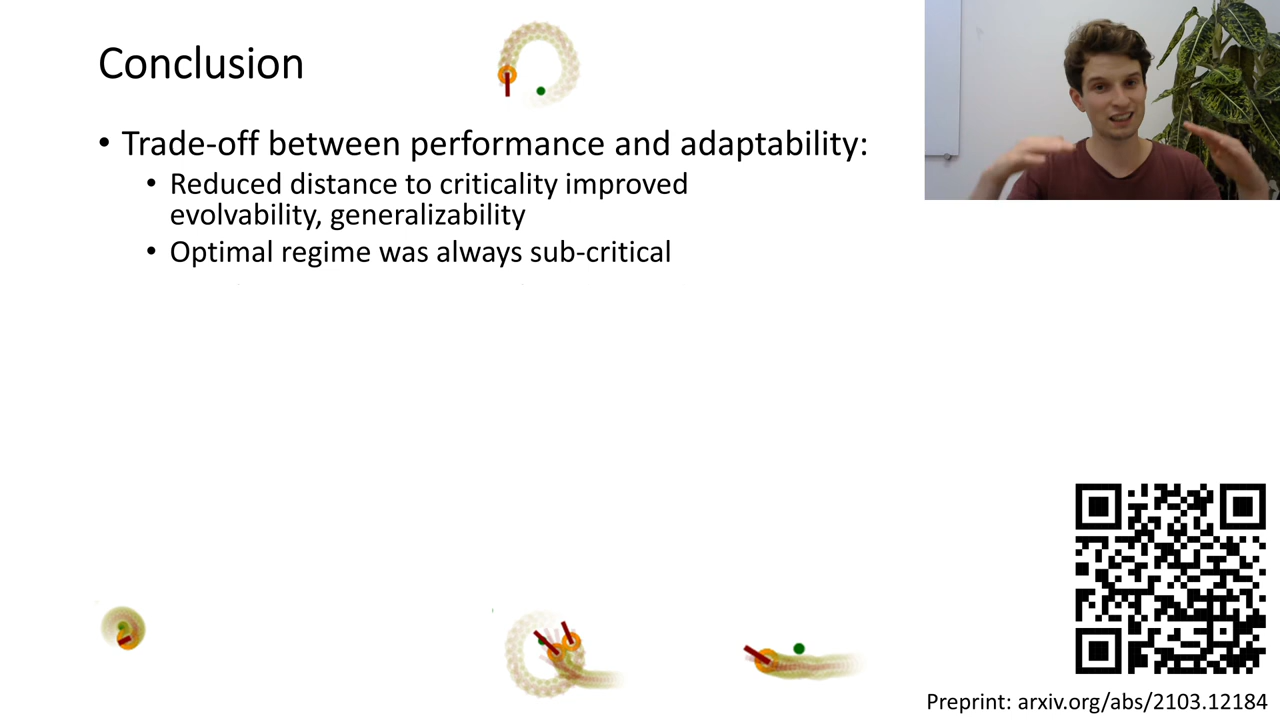 Conclusion
• Trade-off between performance and adaptability:
• Reduced distance to criticality improved
evolvability, generalizability
• Optimal regime was always sub-critical
Preprint: arxiv.org/abs/2103.12184